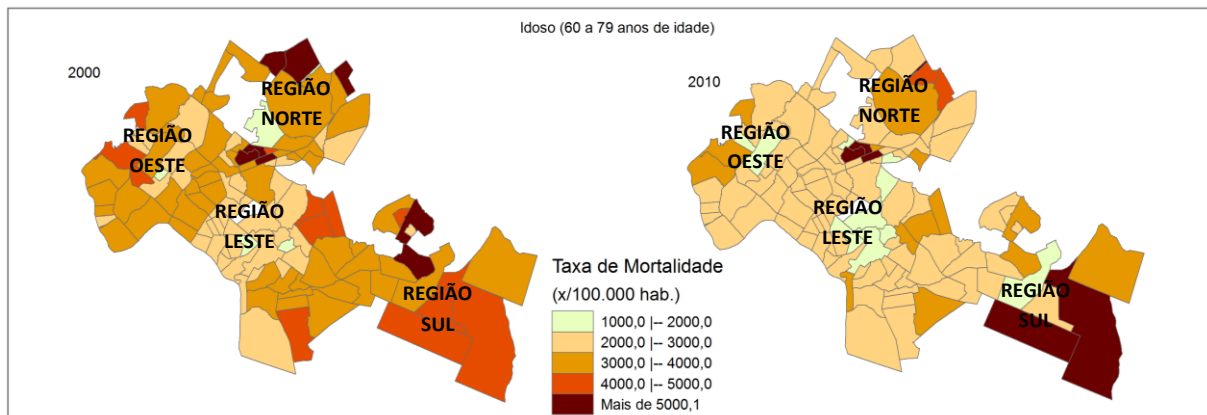 Idoso (60 a 79 anos de idade)
2000
REGIÃO
NORTE
REGIÃO
OESTE
REGIÃO
LESTE
REGIÃO
SUL
2010
REGIÃO
NORTE
REGIÃO
OESTE
REGIÃO
LESTE
REGIÃO
SUL
Taxa de Mortalidade
(x/100.000 hab.)
1000,0 |-- 2000,0
2000,0 |-- 3000,0
3000,0 |-- 4000,0
4000,0 |-- 5000,0
Mais de 5000,1